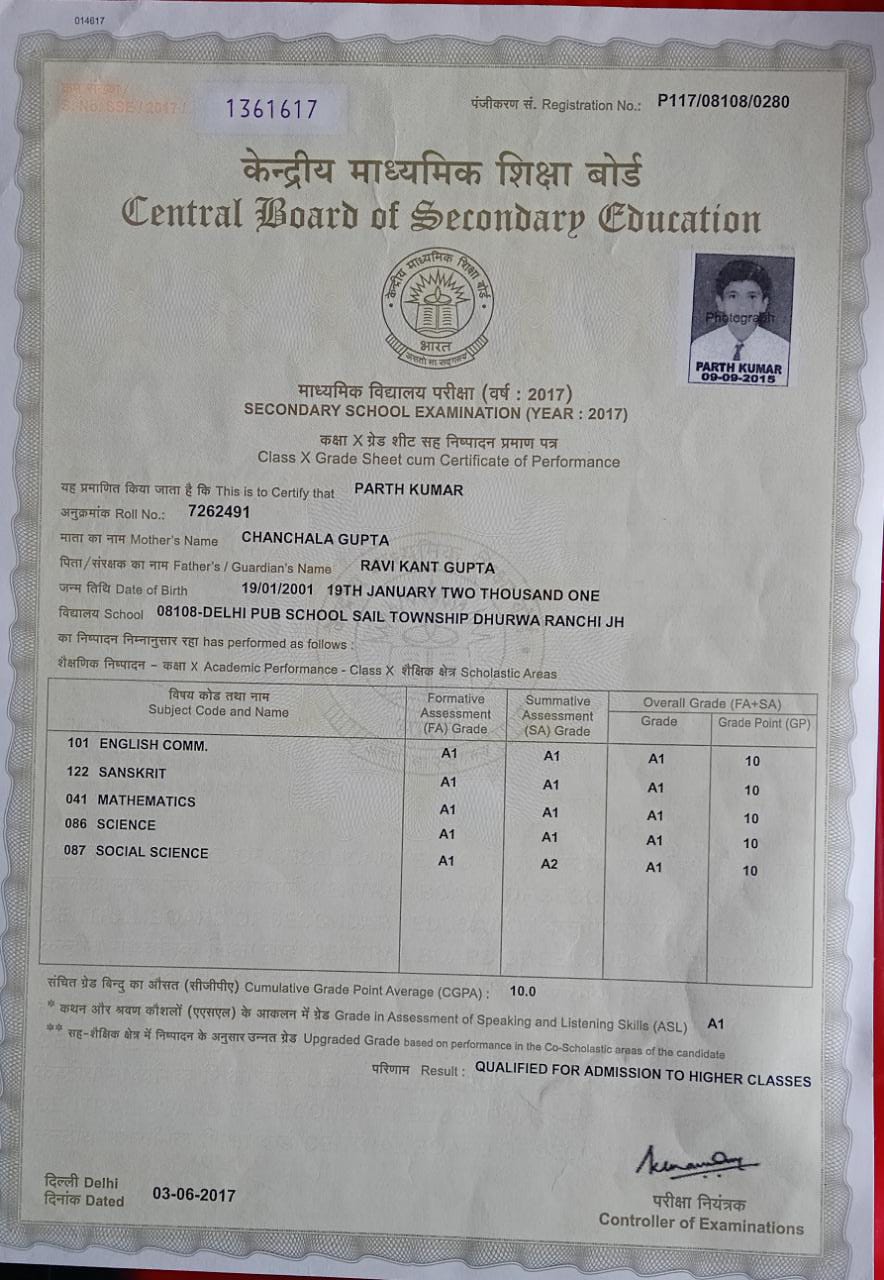 014617
क्रम संख्या/
S. No. SSE / 2017 /
1361617
पंजीकरण सं. Registration No.: P117/08108/0280
केन्द्रीय माध्यमिक शिक्षा बोर्ड
Central Board of Secondary Education
केन्द्रीय माध्यमिक शिक्षा बोर्ड
भारत
असतो मा सद्गमय
Photograph
PARTH KUMAR
09-09-2015
माध्यमिक विद्यालय परीक्षा (वर्ष : 2017)
SECONDARY SCHOOL EXAMINATION (YEAR : 2017)
कक्षा X ग्रेड शीट सह निष्पादन प्रमाण पत्र
Class X Grade Sheet cum Certificate of Performance
यह प्रमाणित किया जाता है कि This is to Certify that PARTH KUMAR
अनुक्रमांक Roll No.: 7262491
माता का नाम Mother's Name CHANCHALA GUPTA
पिता/संरक्षक का नाम Father's / Guardian's Name RAVI KANT GUPTA
जन्म तिथि Date of Birth 19/01/2001 19TH JANUARY TWO THOUSAND ONE
विद्यालय School 08108-DELHI PUB SCHOOL SAIL TOWNSHIP DHURWA RANCHI JH
का निष्पादन निम्नानुसार रहा has performed as follows :
शैक्षणिक निष्पादन – कक्षा X Academic Performance - Class X शैक्षिक क्षेत्र Scholastic Areas
विषय कोड तथा नाम
Subject Code and Name
Formative
Assessment
(FA) Grade
Summative
Assessment
(SA) Grade
Overall Grade (FA+SA)
Grade Grade Point (GP)
101 ENGLISH COMM. A1 A1 A1 10
122 SANSKRIT A1 A1 A1 10
041 MATHEMATICS A1 A1 A1 10
086 SCIENCE A1 A1 A1 10
087 SOCIAL SCIENCE A1 A2 A1 10
संचित ग्रेड बिन्दु का औसत (सीजीपीए) Cumulative Grade Point Average (CGPA) : 10.0
* कथन और श्रवण कौशलों (एएसएल) के आकलन में ग्रेड Grade in Assessment of Speaking and Listening Skills (ASL) A1
** सह-शैक्षिक क्षेत्र में निष्पादन के अनुसार उन्नत ग्रेड Upgraded Grade based on performance in the Co-Scholastic areas of the candidate
परिणाम Result : QUALIFIED FOR ADMISSION TO HIGHER CLASSES
दिल्ली Delhi
दिनांक Dated 03-06-2017
परीक्षा नियंत्रक
Controller of Examinations